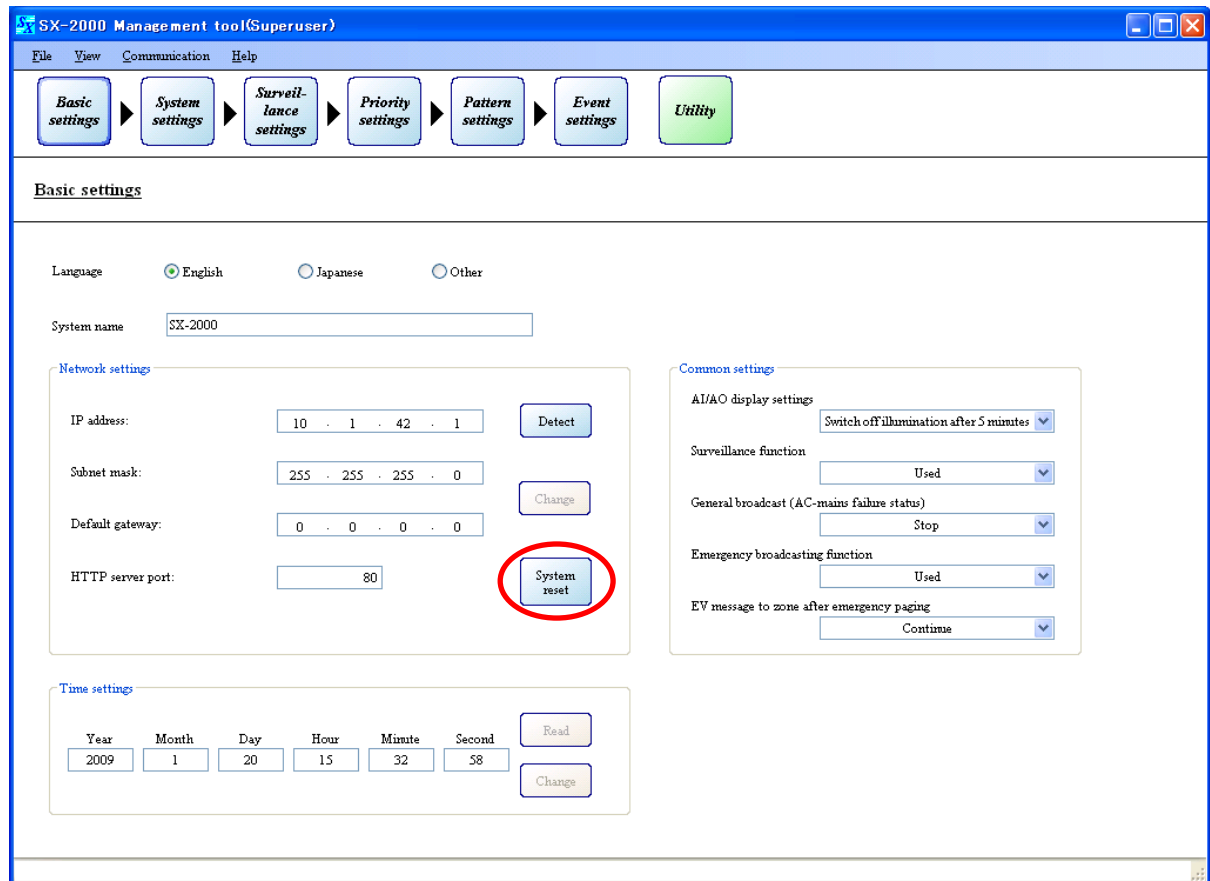 SX-2000 Management tool(Superuser)
File View Communication Help
Basic settings
System settings
Surveil-lance settings
Priority settings
Pattern settings
Event settings
Utility
Basic settings
Language English Japanese Other
System name SX-2000
Network settings
IP address: 10 . 1 . 42 . 1 Detect
Subnet mask: 255 . 255 . 255 . 0
Change
Default gateway: 0 . 0 . 0 . 0
HTTP server port: 80
System reset
Common settings
AI/AO display settings
Switch off illumination after 5 minutes
Surveillance function
Used
General broadcast (AC-mains failure status)
Stop
Emergency broadcasting function
Used
EV message to zone after emergency paging
Continue
Time settings
Year Month Day Hour Minute Second
2009 1 20 15 32 58
Read
Change